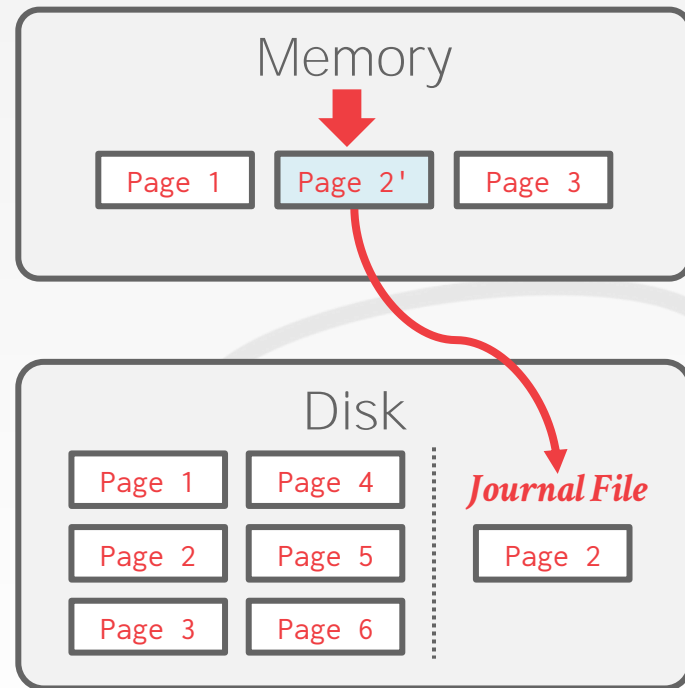 Memory
Page 1 Page 2' Page 3
Disk
Page 1 Page 4 Journal File
Page 2 Page 5 Page 2
Page 3 Page 6